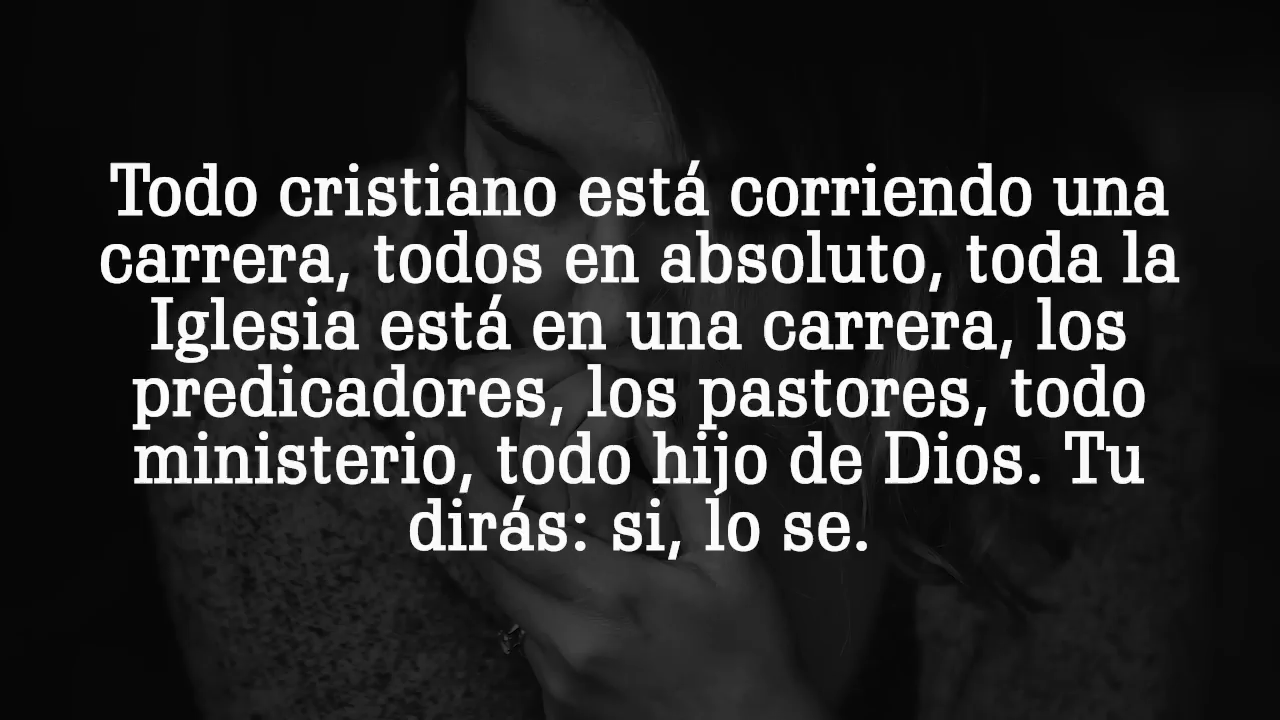 Todo cristiano está corriendo una
carrera, todos en absoluto, toda la
Iglesia está en una carrera, los
predicadores, los pastores, todo
ministerio, todo hijo de Dios. Tu
dirás: si, lo se.